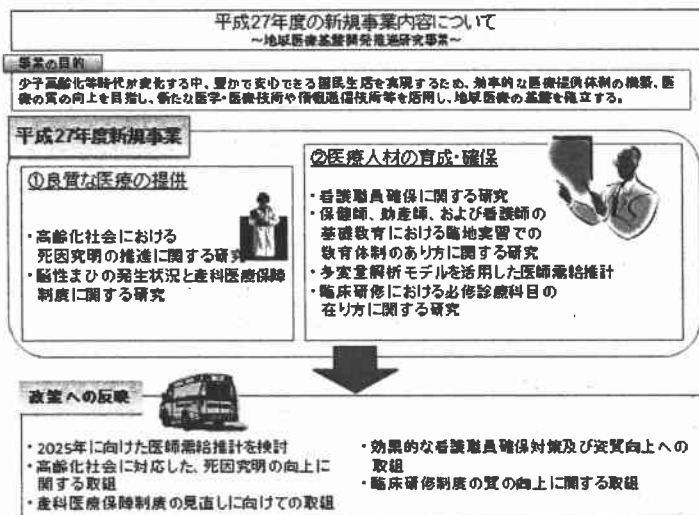 平成27年度の新規事業内容について
～地域医療基盤開発推進研究事業～
事業の目的
少子高齢化等時代が変化する中、豊かで安心できる国民生活を実現するため、効率的な医療提供体制の構築、医
療の質の向上を目指し、新たな医学・医療技術や情報通信技術等を活用し、地域医療の基盤を確立する。
平成27年度新規事業
①良質な医療の提供
・高齢化社会における
死因究明の推進に関する研究
・脳性まひの発生状況と産科医療保障
制度に関する研究
②医療人材の育成・確保
・看護職員確保に関する研究
・保健師、助産師、および看護師の
基礎教育における臨地実習での
教育体制のあり方に関する研究
・多変量解析モデルを活用した医師需給推計
・臨床研修における必修診療科目の
在り方に関する研究
政策への反映
・2025年に向けた医師需給推計を検討
・高齢化社会に対応した、死因究明の向上に
関する取組
・産科医療保障制度の見直しに向けての取組
・効果的な看護職員確保対策及び資質向上への
取組
・臨床研修制度の質の向上に関する取組